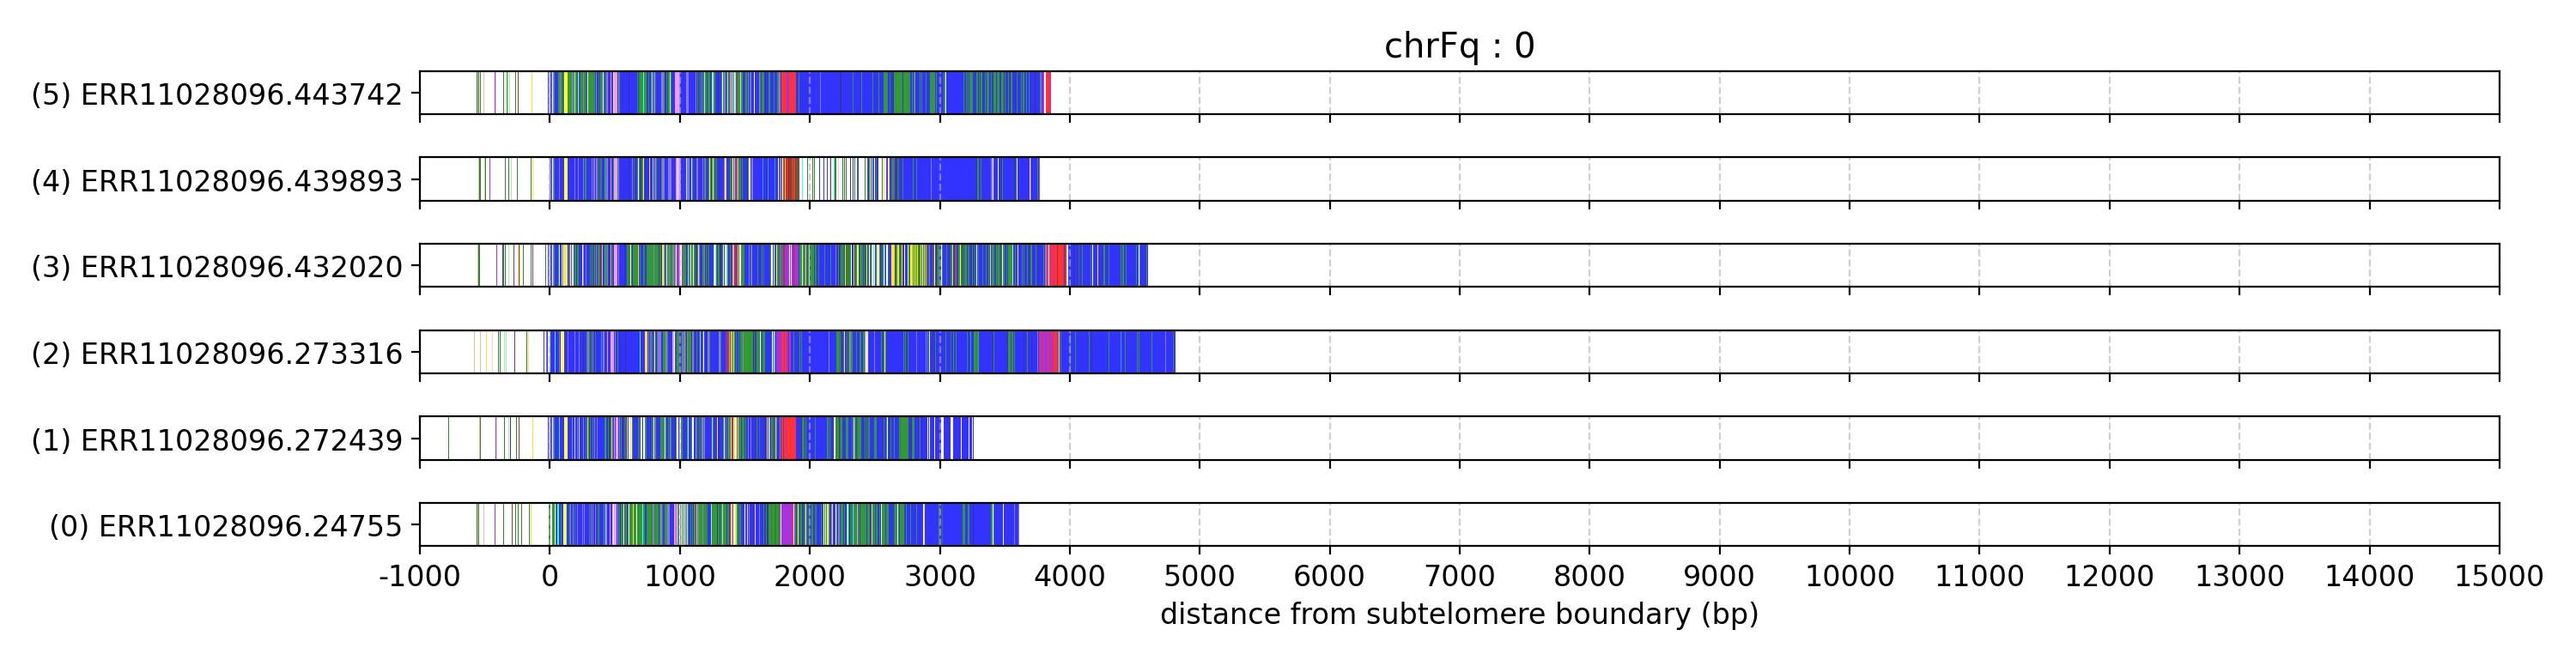 chrFq : 0
(5) ERR11028096.443742
(4) ERR11028096.439893
(3) ERR11028096.432020
(2) ERR11028096.273316
(1) ERR11028096.272439
(0) ERR11028096.24755
-1000 0 1000 2000 3000 4000 5000 6000 7000 8000 9000 10000 11000 12000 13000 14000 15000
distance from subtelomere boundary (bp)